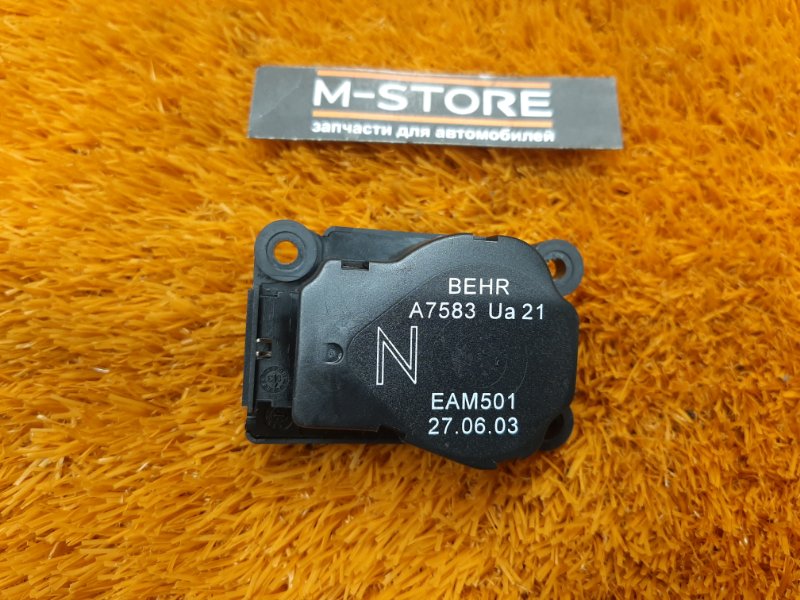 M-STORE
запчасти для автомобилей
BEHR
A7583 Ua 21
N
EAM501
27.06.03